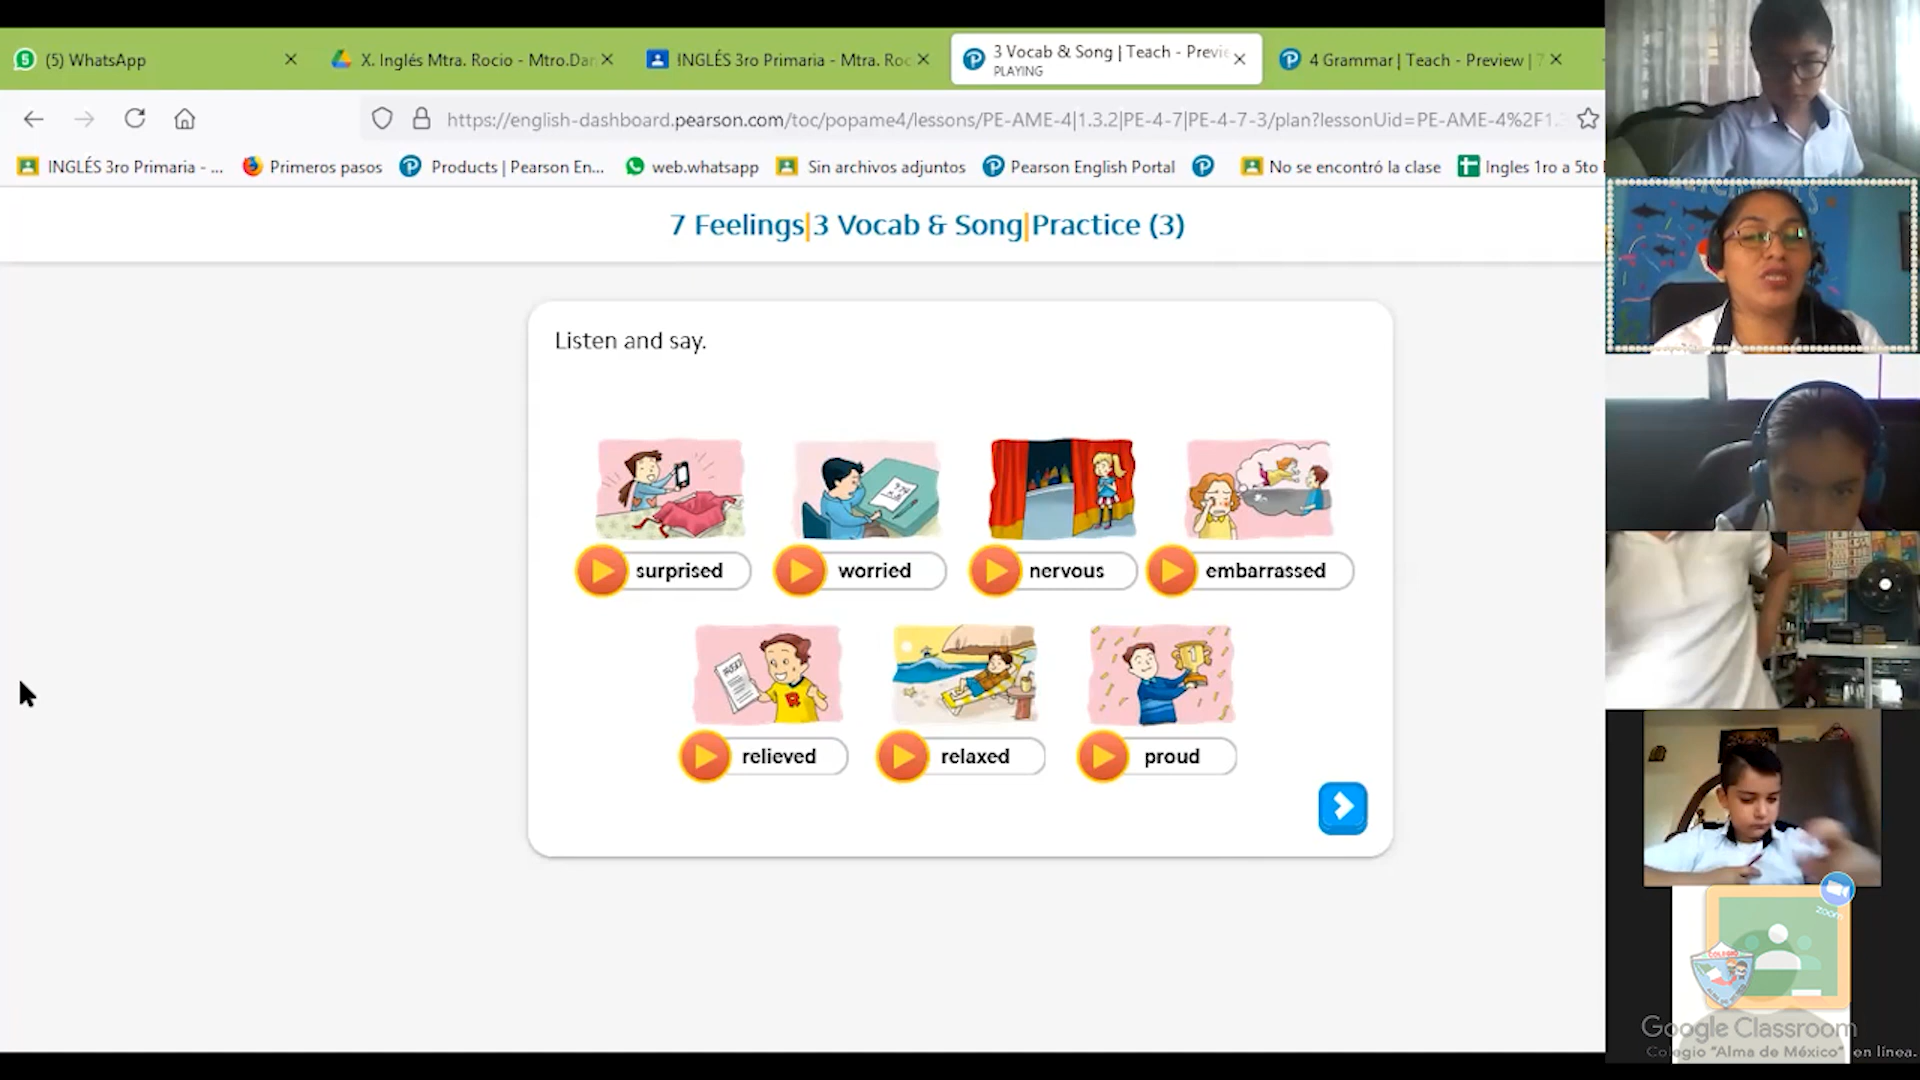 (5) WhatsApp
X. Inglés Mtra. Rocio - Mtro.Dan
INGLÉS 3ro Primaria - Mtra. Roc
3 Vocab & Song | Teach - Previe
PLAYING
4 Grammar | Teach - Preview | 7
https://english-dashboard.pearson.com/toc/popame4/lessons/PE-AME-4|1.3.2|PE-4-7|PE-4-7-3/plan?lessonUid=PE-AME-4%2F1.3
INGLÉS 3ro Primaria - ...
Primeros pasos
Products | Pearson En...
web.whatsapp
Sin archivos adjuntos
Pearson English Portal
No se encontró la clase
Ingles 1ro a 5to
7 Feelings|3 Vocab & Song|Practice (3)
Listen and say.
surprised
worried
nervous
embarrassed
relieved
relaxed
proud
zoom
COLEGIO
Google Classroom
Colegio "Alma de México" en línea.